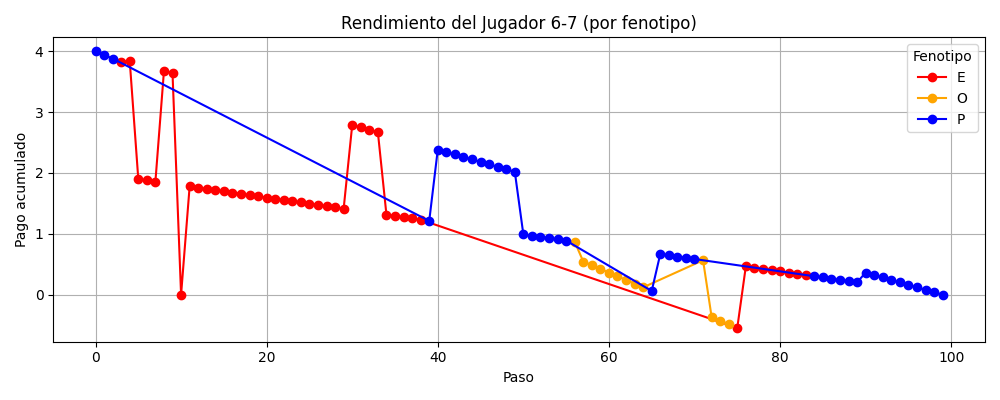 Rendimiento del Jugador 6-7 (por fenotipo)
Pago acumulado
4
3
2
1
0
Fenotipo
E
O
P
0 20 40 60 80 100
Paso